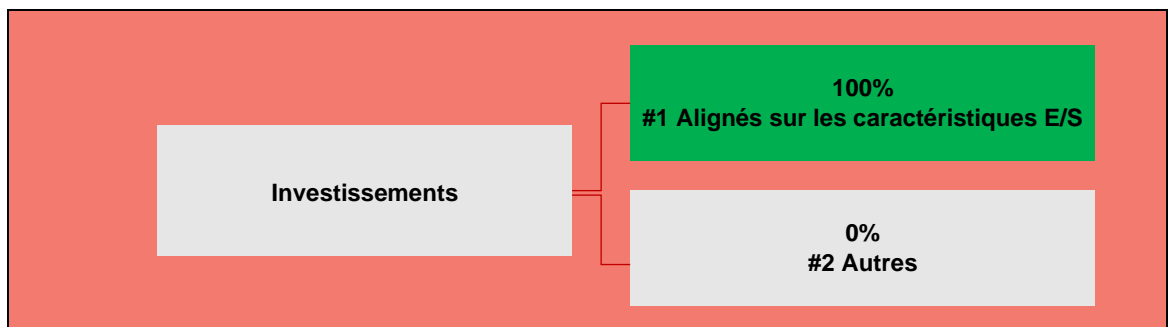 100%
#1 Alignés sur les caractéristiques E/S
Investissements
0%
#2 Autres